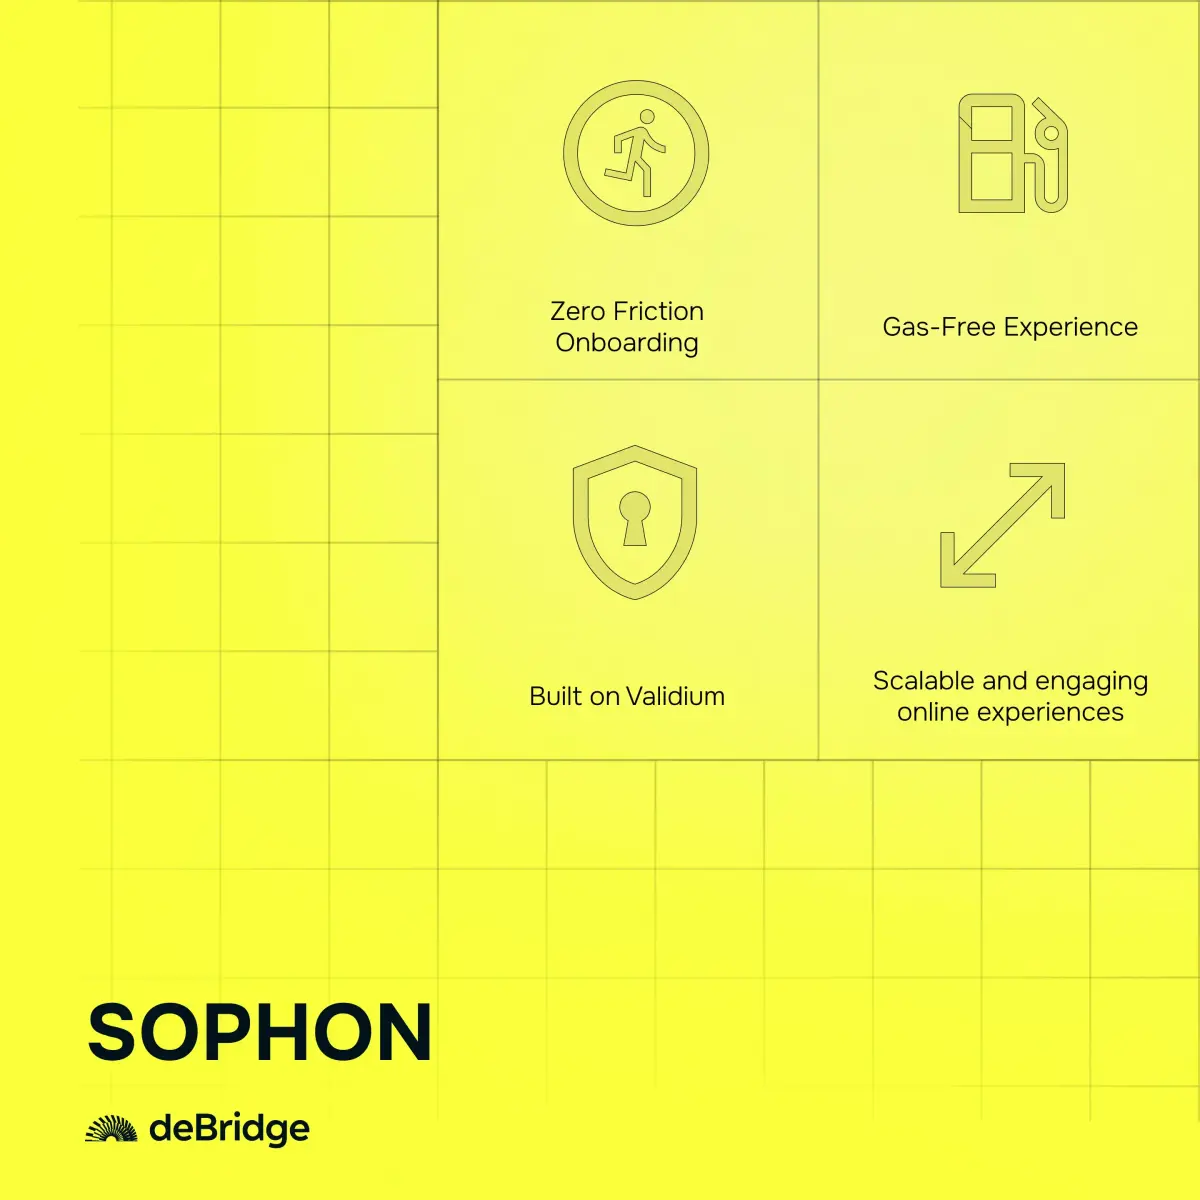 Zero Friction
Onboarding
Gas-Free Experience
Built on Validium
Scalable and engaging
online experiences
SOPHON
deBridge